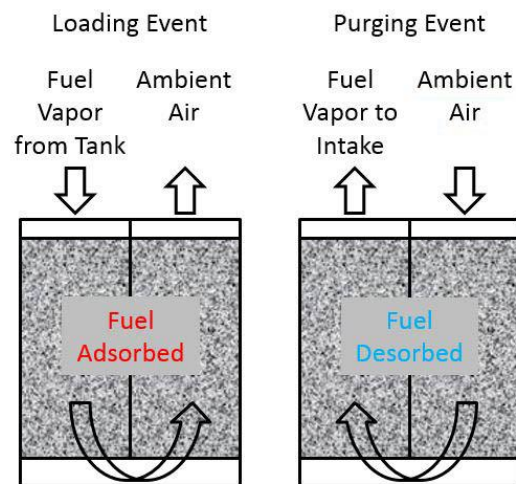 Loading Event
Fuel
Vapor
from Tank
Ambient
Air
Fuel
Adsorbed
Purging Event
Fuel
Vapor to
Intake
Ambient
Air
Fuel
Desorbed